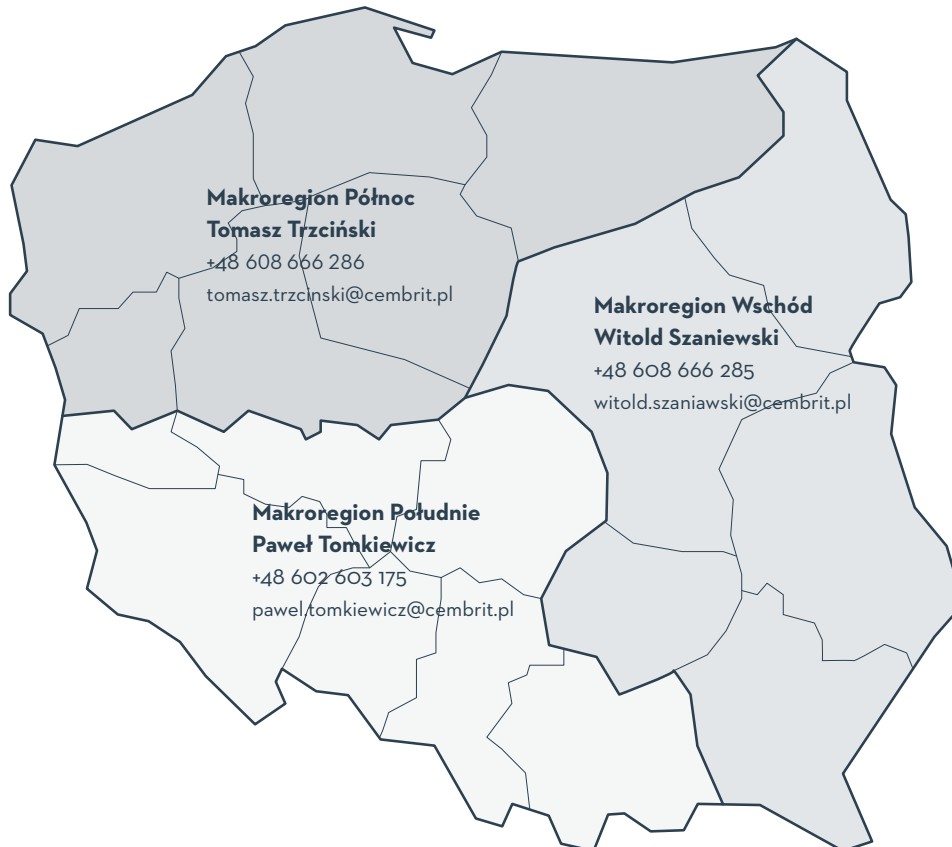 Makroregion Północ
Tomasz Trzciński
+48 608 666 286
tomasz.trzcinski@cembrit.pl
Makroregion Wschód
Witold Szaniewski
+48 608 666 285
witold.szaniawski@cembrit.pl
Makroregion Południe
Paweł Tomkiewicz
+48 602 603 175
pawel.tomkiewicz@cembrit.pl